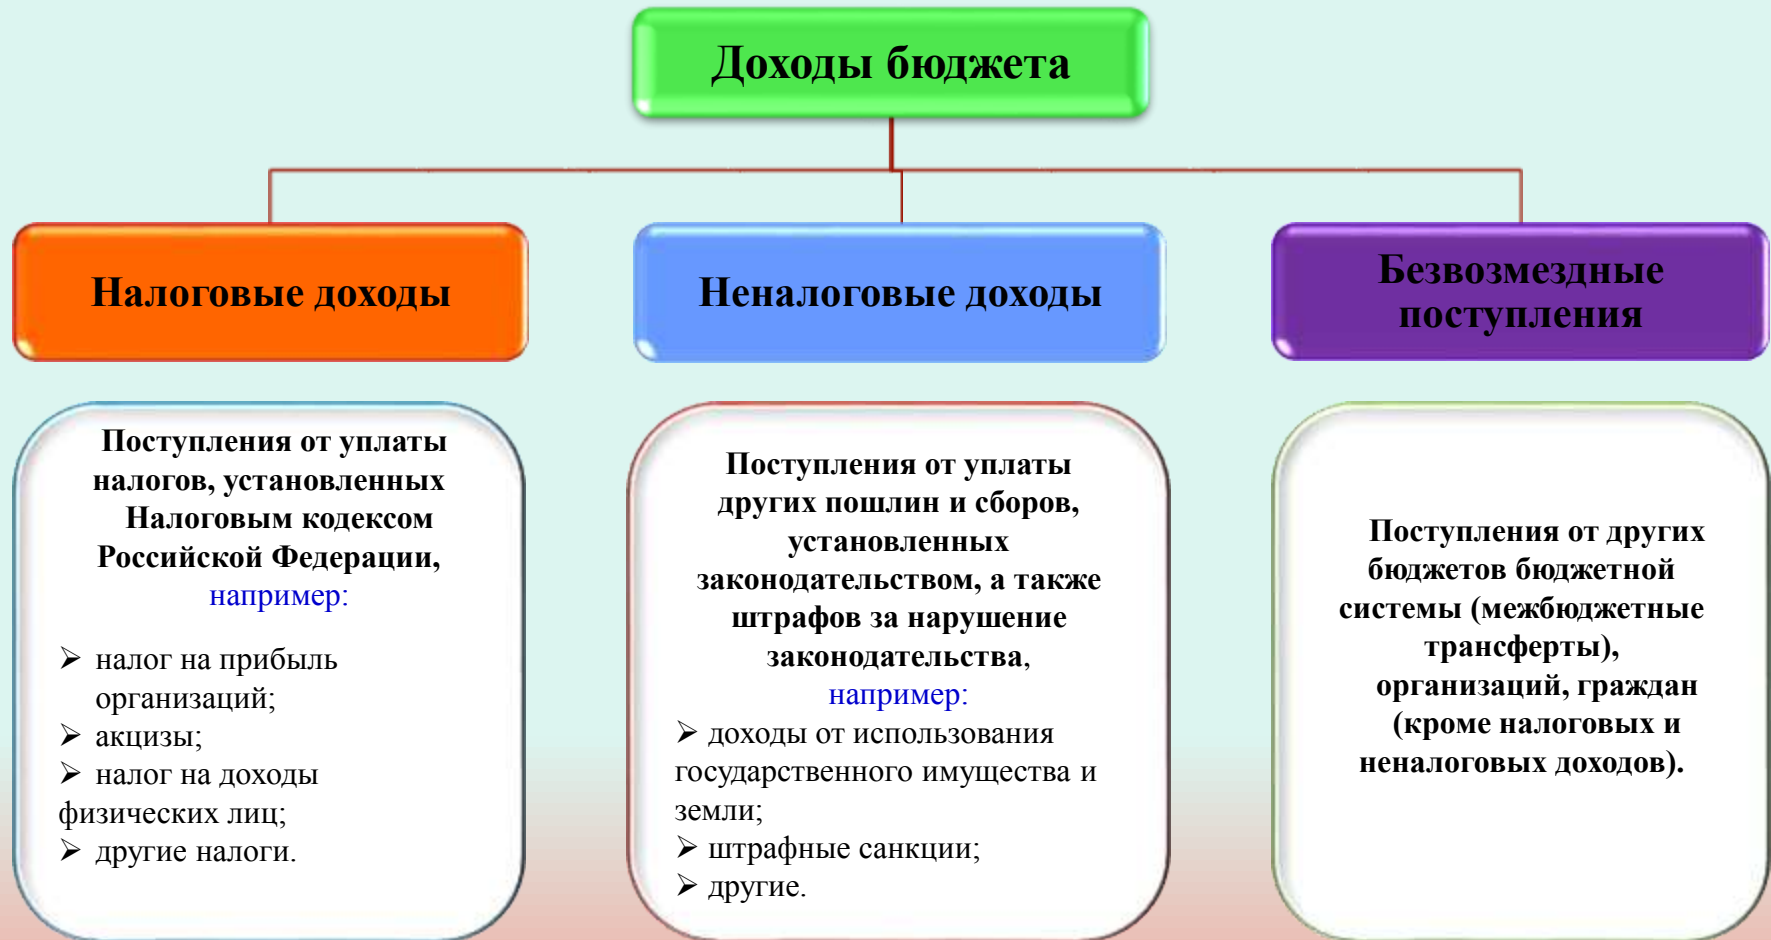 Доходы бюджета
Налоговые доходы
Неналоговые доходы
Безвозмездные
поступления
Поступления от уплаты
налогов, установленных
Налоговым кодексом
Российской Федерации,
например:
➢ налог на прибыль
организаций;
➢ акцизы;
➢ налог на доходы
физических лиц;
➢ другие налоги.
Поступления от уплаты
других пошлин и сборов,
установленных
законодательством, а также
штрафов за нарушение
законодательства,
например:
➢ доходы от использования
государственного имущества и
земли;
➢ штрафные санкции;
➢ другие.
Поступления от других
бюджетов бюджетной
системы (межбюджетные
трансферты),
организаций, граждан
(кроме налоговых и
неналоговых доходов).